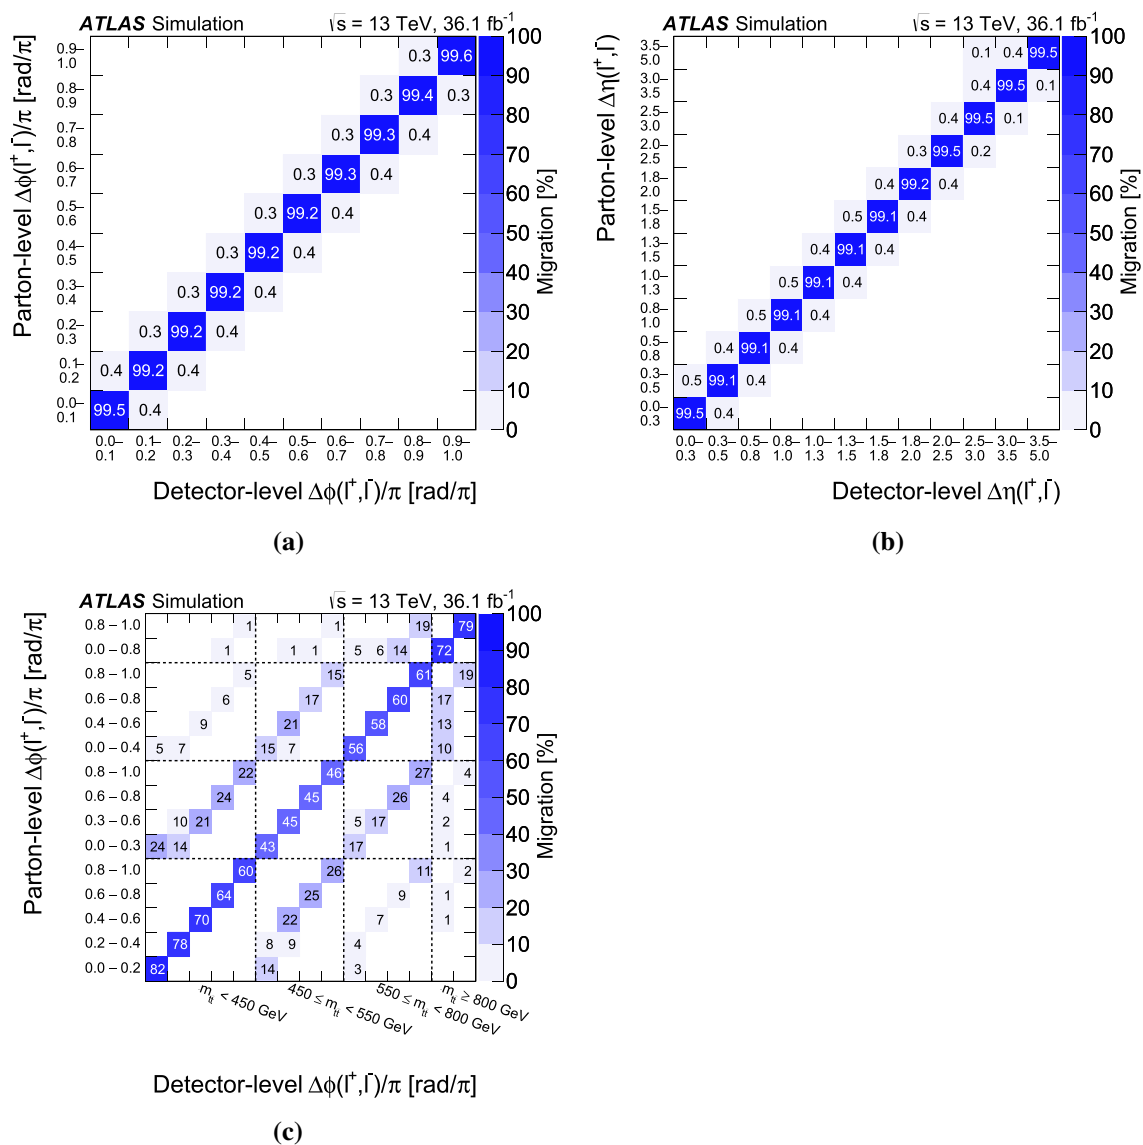 ATLAS Simulation √s = 13 TeV, 36.1 fb⁻¹
Parton-level Δϕ(l⁺,l⁻)/π [rad/π]
0.9– 1.0 0.3 99.6
0.8– 0.9 0.3 99.4 0.3
0.7– 0.8 0.3 99.3 0.4
0.6– 0.7 0.3 99.3 0.4
0.5– 0.6 0.3 99.2 0.4
0.4– 0.5 0.3 99.2 0.4
0.3– 0.4 0.3 99.2 0.4
0.2– 0.3 0.3 99.2 0.4
0.1– 0.2 0.4 99.2 0.4
0.0– 0.1 99.5 0.4
0.0– 0.1– 0.2– 0.3– 0.4– 0.5– 0.6– 0.7– 0.8– 0.9–
0.1 0.2 0.3 0.4 0.5 0.6 0.7 0.8 0.9 1.0
Detector-level Δϕ(l⁺,l⁻)/π [rad/π]
100
90
80
70
60
50
40
30
20
10
0
Migration [%]
(a)
ATLAS Simulation √s = 13 TeV, 36.1 fb⁻¹
Parton-level Δη(l⁺,l⁻)
3.5– 5.0 0.1 0.4 99.5
3.0– 3.5 0.4 99.5 0.1
2.5– 3.0 0.4 99.5 0.1
2.0– 2.5 0.3 99.5 0.2
1.8– 2.0 0.4 99.2 0.4
1.5– 1.8 0.5 99.1 0.4
1.3– 1.5 0.4 99.1 0.4
1.0– 1.3 0.5 99.1 0.4
0.8– 1.0 0.5 99.1 0.4
0.5– 0.8 0.4 99.1 0.4
0.3– 0.5 0.5 99.1 0.4
0.0– 0.3 99.5 0.4
0.0– 0.3– 0.5– 0.8– 1.0– 1.3– 1.5– 1.8– 2.0– 2.5– 3.0– 3.5–
0.3 0.5 0.8 1.0 1.3 1.5 1.8 2.0 2.5 3.0 3.5 5.0
Detector-level Δη(l⁺,l⁻)
100
90
80
70
60
50
40
30
20
10
0
Migration [%]
(b)
ATLAS Simulation √s = 13 TeV, 36.1 fb⁻¹
Parton-level Δϕ(l⁺,l⁻)/π [rad/π]
0.8 – 1.0 1 1 19 79
0.0 – 0.8 1 1 1 5 6 14 72
0.8 – 1.0 5 15 61 19
0.6 – 0.8 6 17 60 17
0.4 – 0.6 9 21 58 13
0.0 – 0.4 5 7 15 7 56 10
0.8 – 1.0 22 46 27 4
0.6 – 0.8 24 45 26 4
0.3 – 0.6 10 21 45 5 17 2
0.0 – 0.3 24 14 43 17 1
0.8 – 1.0 60 26 11 2
0.6 – 0.8 64 25 9 1
0.4 – 0.6 70 22 7 1
0.2 – 0.4 78 8 9 4
0.0 – 0.2 82 14 3
m_tt < 450 GeV
450 ≤ m_tt < 550 GeV
550 ≤ m_tt < 800 GeV
m_tt ≥ 800 GeV
Detector-level Δϕ(l⁺,l⁻)/π [rad/π]
100
90
80
70
60
50
40
30
20
10
0
Migration [%]
(c)